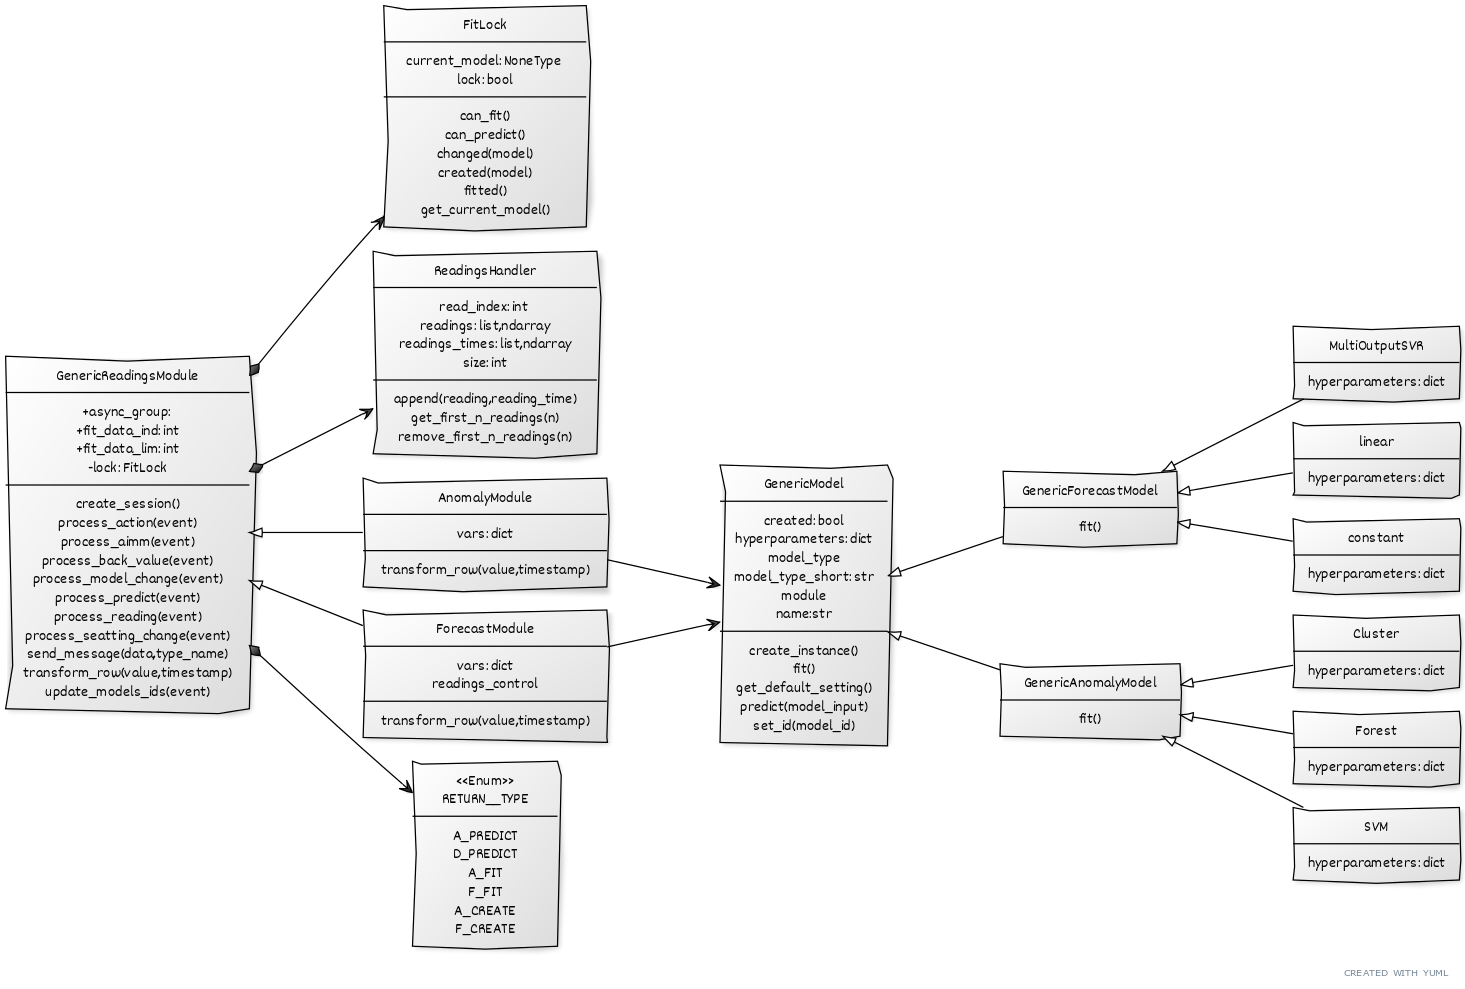 FitLock
current_model: NoneType
lock: bool
can_fit()
can_predict()
changed(model)
created(model)
fitted()
get_current_model()
ReadingsHandler
read_index: int
readings: list,ndarray
readings_times: list,ndarray
size: int
append(reading,reading_time)
get_first_n_readings(n)
remove_first_n_readings(n)
GenericReadingsModule
+async_group:
+fit_data_ind: int
+fit_data_lim: int
-lock: FitLock
create_session()
process_action(event)
process_aimm(event)
process_back_value(event)
process_model_change(event)
process_predict(event)
process_reading(event)
process_seatting_change(event)
send_message(data,type_name)
transform_row(value,timestamp)
update_models_ids(event)
AnomalyModule
vars: dict
transform_row(value,timestamp)
ForecastModule
vars: dict
readings_control
transform_row(value,timestamp)
<<Enum>>
RETURN__TYPE
A_PREDICT
D_PREDICT
A_FIT
F_FIT
A_CREATE
F_CREATE
GenericModel
created: bool
hyperparameters: dict
model_type
model_type_short: str
module
name:str
create_instance()
fit()
get_default_setting()
predict(model_input)
set_id(model_id)
GenericForecastModel
fit()
GenericAnomalyModel
fit()
MultiOutputSVR
hyperparameters: dict
linear
hyperparameters: dict
constant
hyperparameters: dict
Cluster
hyperparameters: dict
Forest
hyperparameters: dict
SVM
hyperparameters: dict
CREATED WITH YUML